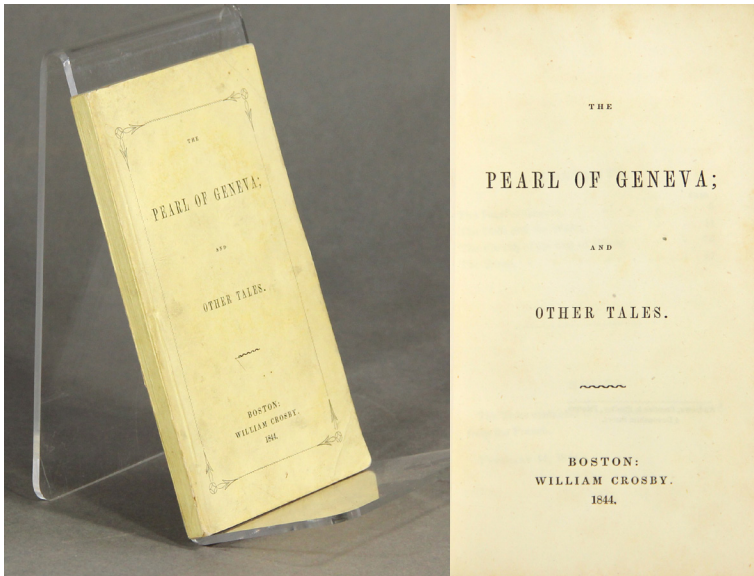 THE
PEARL OF GENEVA;
AND
OTHER TALES.
BOSTON:
WILLIAM CROSBY.
1844.
THE
PEARL OF GENEVA;
AND
OTHER TALES.
BOSTON:
WILLIAM CROSBY.
1844.